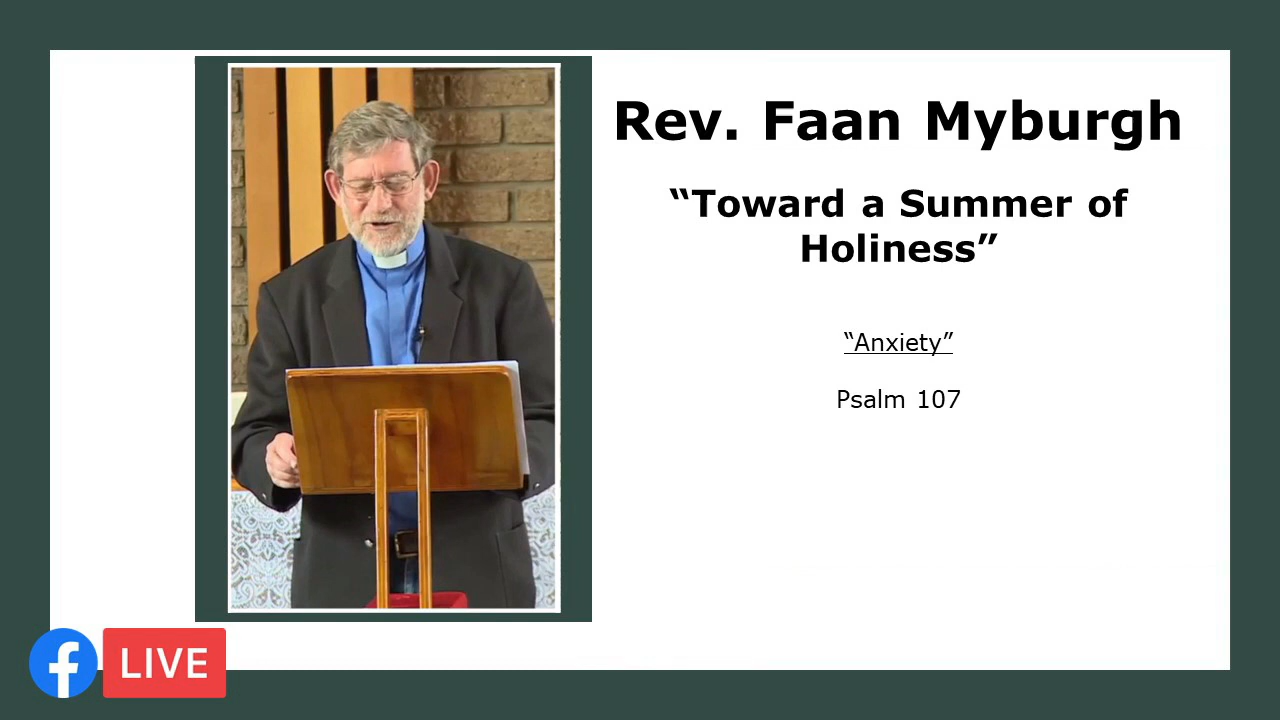 Rev. Faan Myburgh
“Toward a Summer of
Holiness”
“Anxiety”
Psalm 107
LIVE